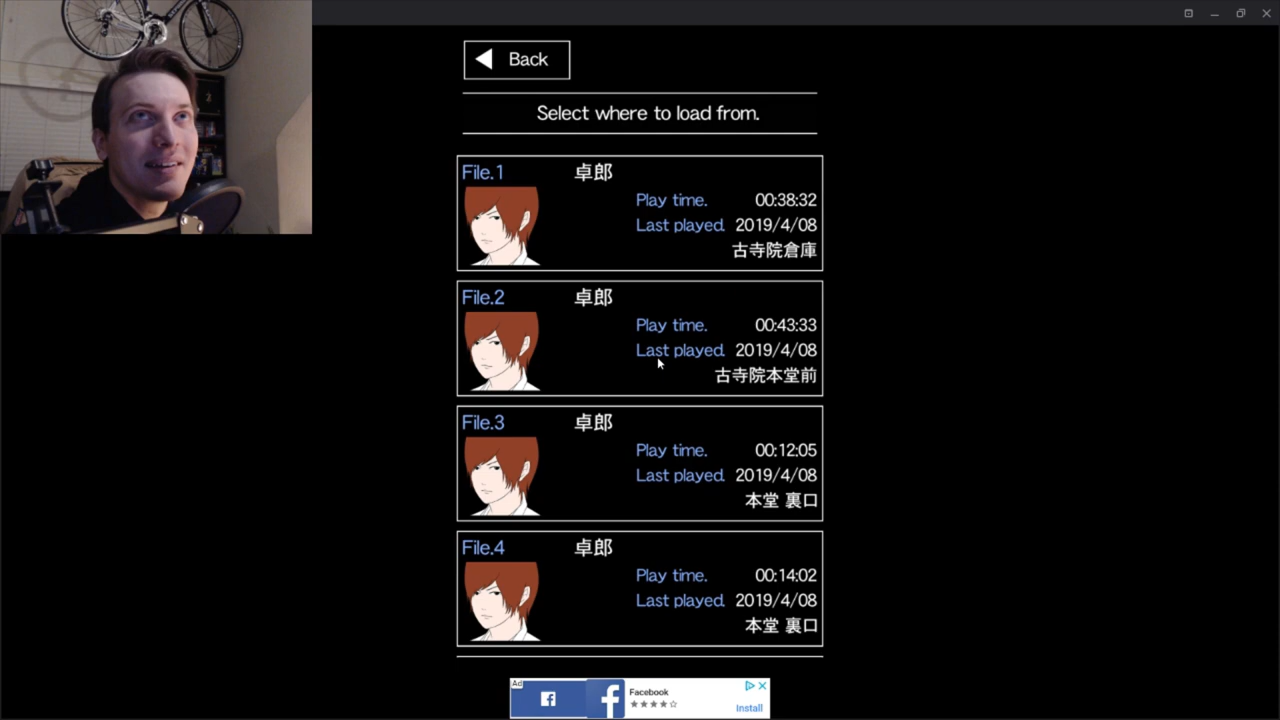 Back
Select where to load from.
File.1 卓郎
Play time. 00:38:32
Last played. 2019/4/08
古寺院倉庫
File.2 卓郎
Play time. 00:43:33
Last played. 2019/4/08
古寺院本堂前
File.3 卓郎
Play time. 00:12:05
Last played. 2019/4/08
本堂 裏口
File.4 卓郎
Play time. 00:14:02
Last played. 2019/4/08
本堂 裏口
Ad
Facebook
Install